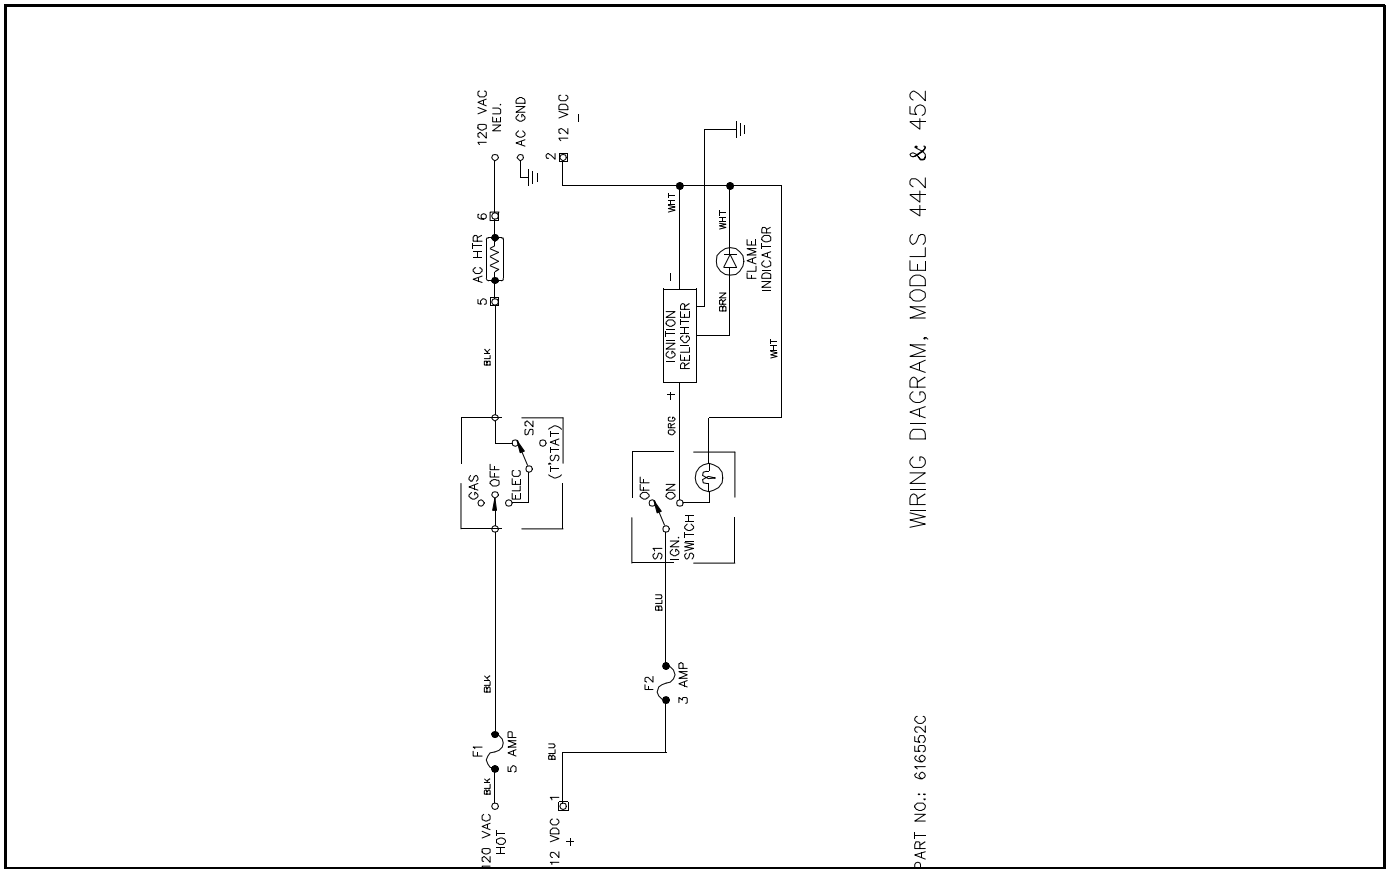 120 VAC
HOT
BLK
F1
5 AMP
BLK
GAS
OFF
ELEC
S2
(T'STAT)
BLK
5
AC HTR
6
120 VAC
NEU.
AC GND
12 VDC
+
1
BLU
F2
3 AMP
BLU
S1
IGN.
SWITCH
OFF
ON
ORG
+
IGNITION
RELIGHTER
-
WHT
BRN
FLAME
INDICATOR
WHT
WHT
2
12 VDC
-
WIRING DIAGRAM, MODELS 442 & 452
PART NO.: 616552C